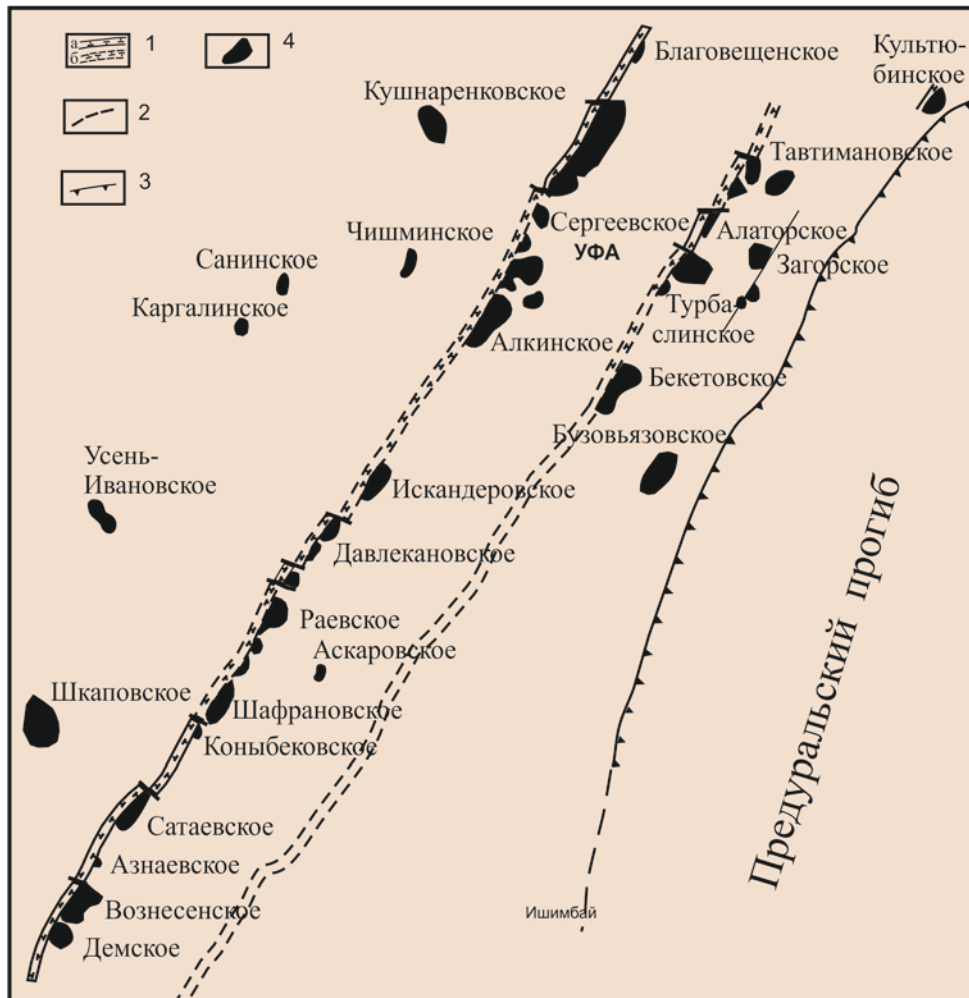 а
б
1
4
2
3
Благовещенское
Культю-
бинское
Кушнаренковское
Тавтимановское
Сергеевское
УФА
Чишминское
Алаторское
Санинское
Загорское
Каргалинское
Турба-
слинское
Алкинское
Бекетовское
Бузовьязовское
Усень-
Ивановское
Искандеровское
Давлекановское
Раевское
Аскаровское
Шкаповское
Шафрановское
Коныбековское
Предуральский прогиб
Сатаевское
Азнаевское
Вознесенское
Ишимбай
Демское